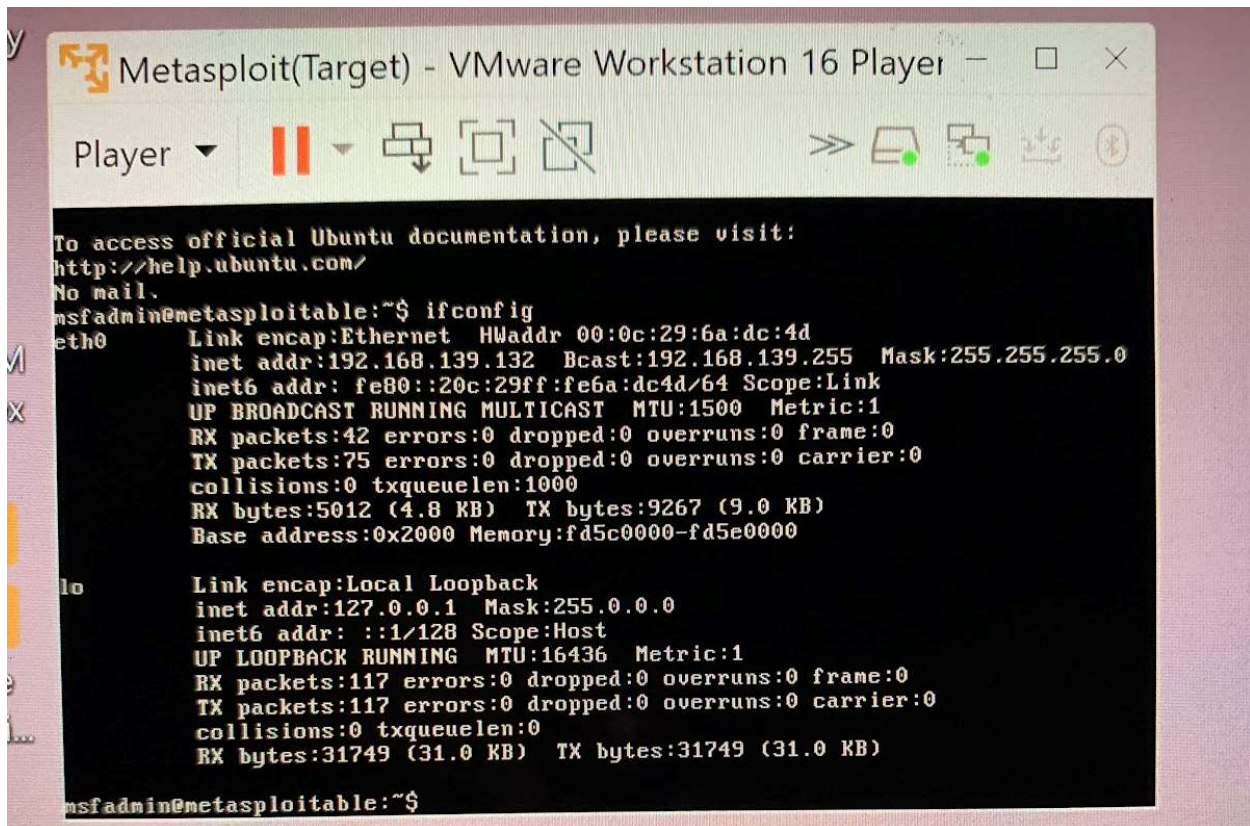 Metasploit(Target) - VMware Workstation 16 Player
Player
To access official Ubuntu documentation, please visit:
http://help.ubuntu.com/
No mail.
msfadmin@metasploitable:~$ ifconfig
eth0 Link encap:Ethernet HWaddr 00:0c:29:6a:dc:4d
inet addr:192.168.139.132 Bcast:192.168.139.255 Mask:255.255.255.0
inet6 addr: fe80::20c:29ff:fe6a:dc4d/64 Scope:Link
UP BROADCAST RUNNING MULTICAST MTU:1500 Metric:1
RX packets:42 errors:0 dropped:0 overruns:0 frame:0
TX packets:75 errors:0 dropped:0 overruns:0 carrier:0
collisions:0 txqueuelen:1000
RX bytes:5012 (4.8 KB) TX bytes:9267 (9.0 KB)
Base address:0x2000 Memory:fd5c0000-fd5e0000
lo Link encap:Local Loopback
inet addr:127.0.0.1 Mask:255.0.0.0
inet6 addr: ::1/128 Scope:Host
UP LOOPBACK RUNNING MTU:16436 Metric:1
RX packets:117 errors:0 dropped:0 overruns:0 frame:0
TX packets:117 errors:0 dropped:0 overruns:0 carrier:0
collisions:0 txqueuelen:0
RX bytes:31749 (31.0 KB) TX bytes:31749 (31.0 KB)
msfadmin@metasploitable:~$